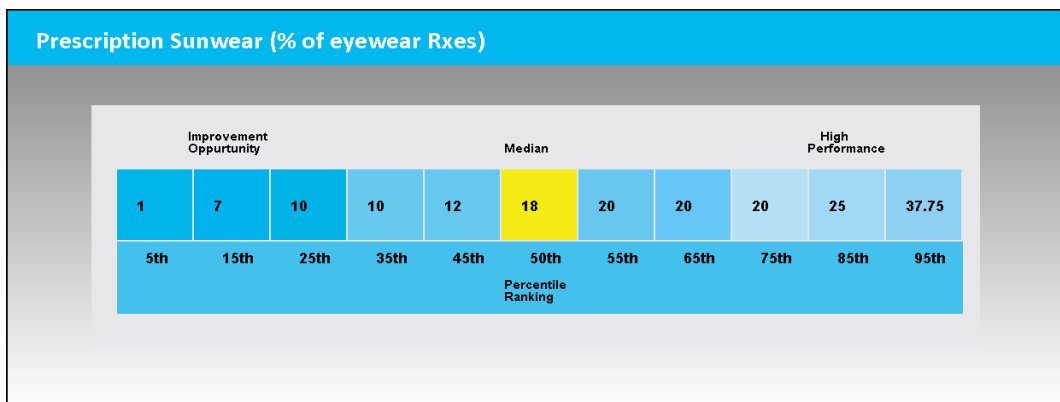 Prescription Sunwear (% of eyewear Rxes)
Improvement
Oppurtunity
Median
High
Performance
1 7 10 10 12 18 20 20 20 25 37.75
5th 15th 25th 35th 45th 50th 55th 65th 75th 85th 95th
Percentile
Ranking